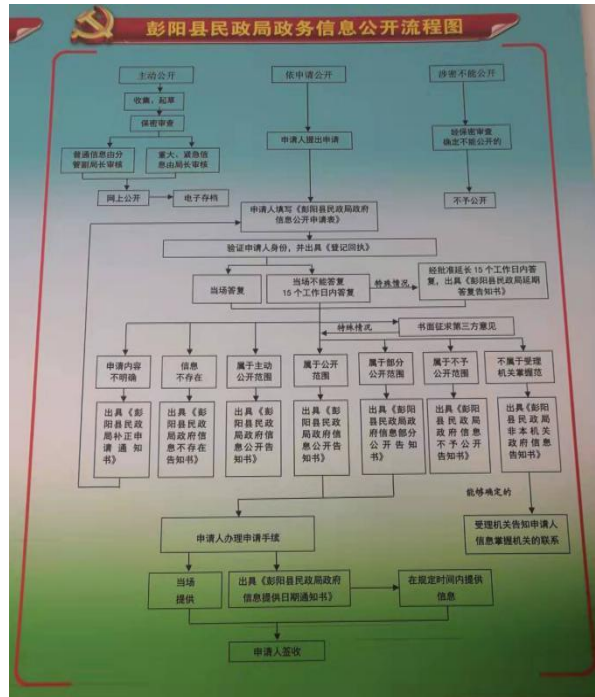 彭阳县民政局政务信息公开流程图
主动公开
依申请公开
涉密不能公开
收集，起草
保密审查
普通信息由分
管副局长审核
重大、紧急信
息由局长审核
网上公开
电子存档
申请人提出申请
经保密审查
确定不能公开的
不予公开
申请人填写《彭阳县民政局政府
信息公开申请表》
验证申请人身份，并出具《登记回执》
当场答复
当场不能答复
15个工作日内答复
特殊情况
经批准延长15个工作日内答
复，出具《彭阳县民政局延期
答复告知书》
特殊情况
书面征求第三方意见
申请内容
不明确
信息
不存在
属于主动
公开范围
属于公开
范围
属于部分
公开范围
属于不予
公开范围
不属于受理
机关掌握范
出具《彭
阳县民政
局补正申
请通知
书》
出具《彭
阳县民政
局政府信
息不存在
告知书》
出具《彭
阳县民政
局政府信
息公开告
知书》
出具《彭
阳县民政
局政府信
息公开告
知书》
出具《彭阳
县民政局政
府信息部分
公开告知
书》
出具《彭阳
县民政局
政府信息
不予公开
告知书》
出具《彭阳
县民政局
非本机关
政府信息
告知书》
能够确定的
申请人办理申请手续
受理机关告知申请人
信息掌握机关的联系
当场
提供
出具《彭阳县民政局政府
信息提供日期通知书》
在规定时间内提供
信息
申请人签收